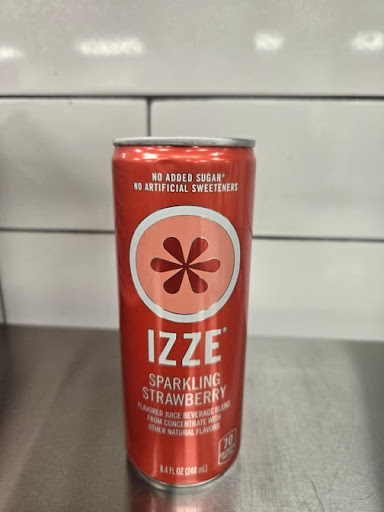 NO ADDED SUGAR*
NO ARTIFICIAL SWEETENERS
IZZE®
SPARKLING
STRAWBERRY
FLAVORED JUICE BEVERAGE BLEND
FROM CONCENTRATE WITH
OTHER NATURAL FLAVORS
70
8.4 FL OZ (248 mL)